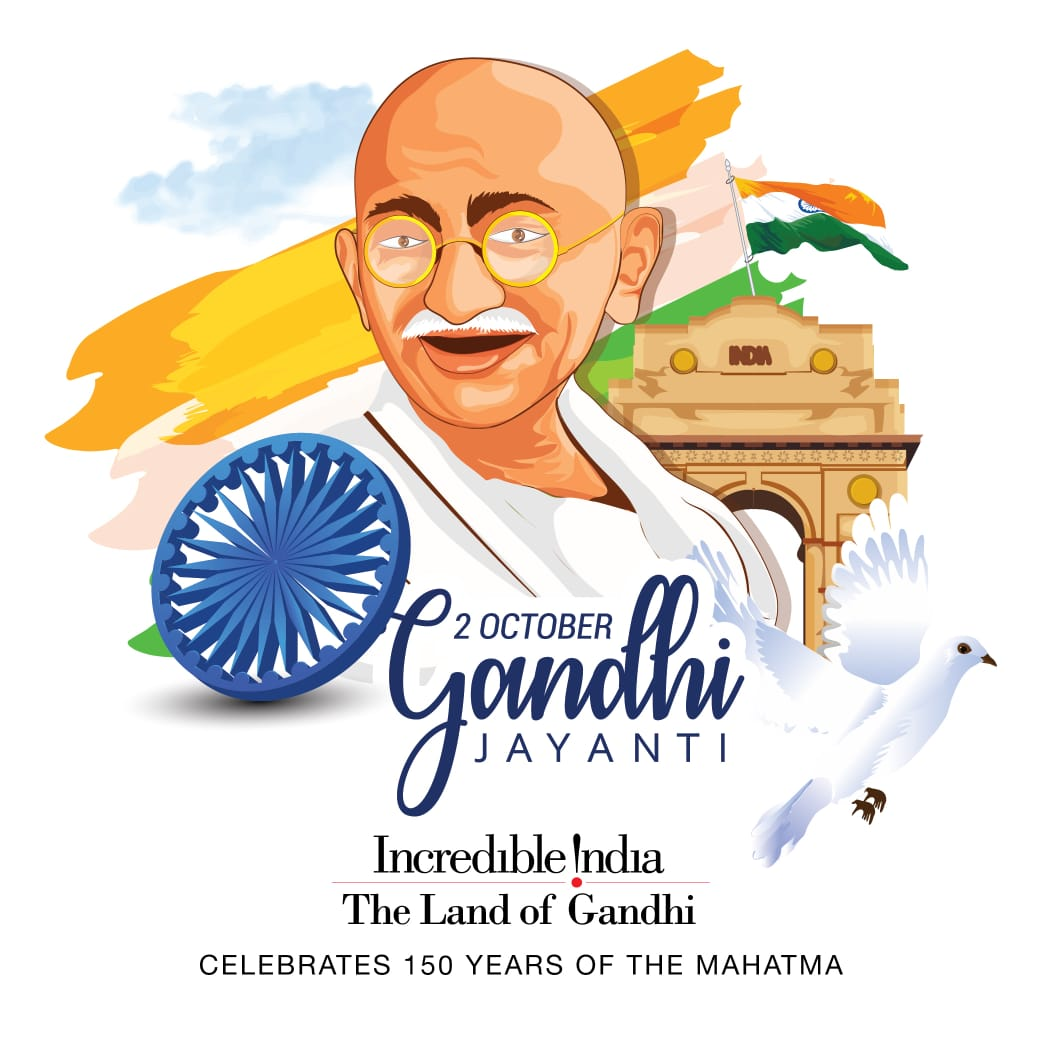 INDIA
2 OCTOBER
Gandhi
JAYANTI
Incredible !ndia
The Land of Gandhi
CELEBRATES 150 YEARS OF THE MAHATMA